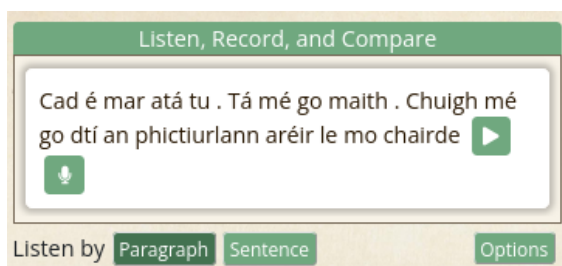 Listen, Record, and Compare
Cad é mar atá tu . Tá mé go maith . Chuigh mé
go dtí an phictiurlann aréir le mo chairde
Listen by Paragraph Sentence Options